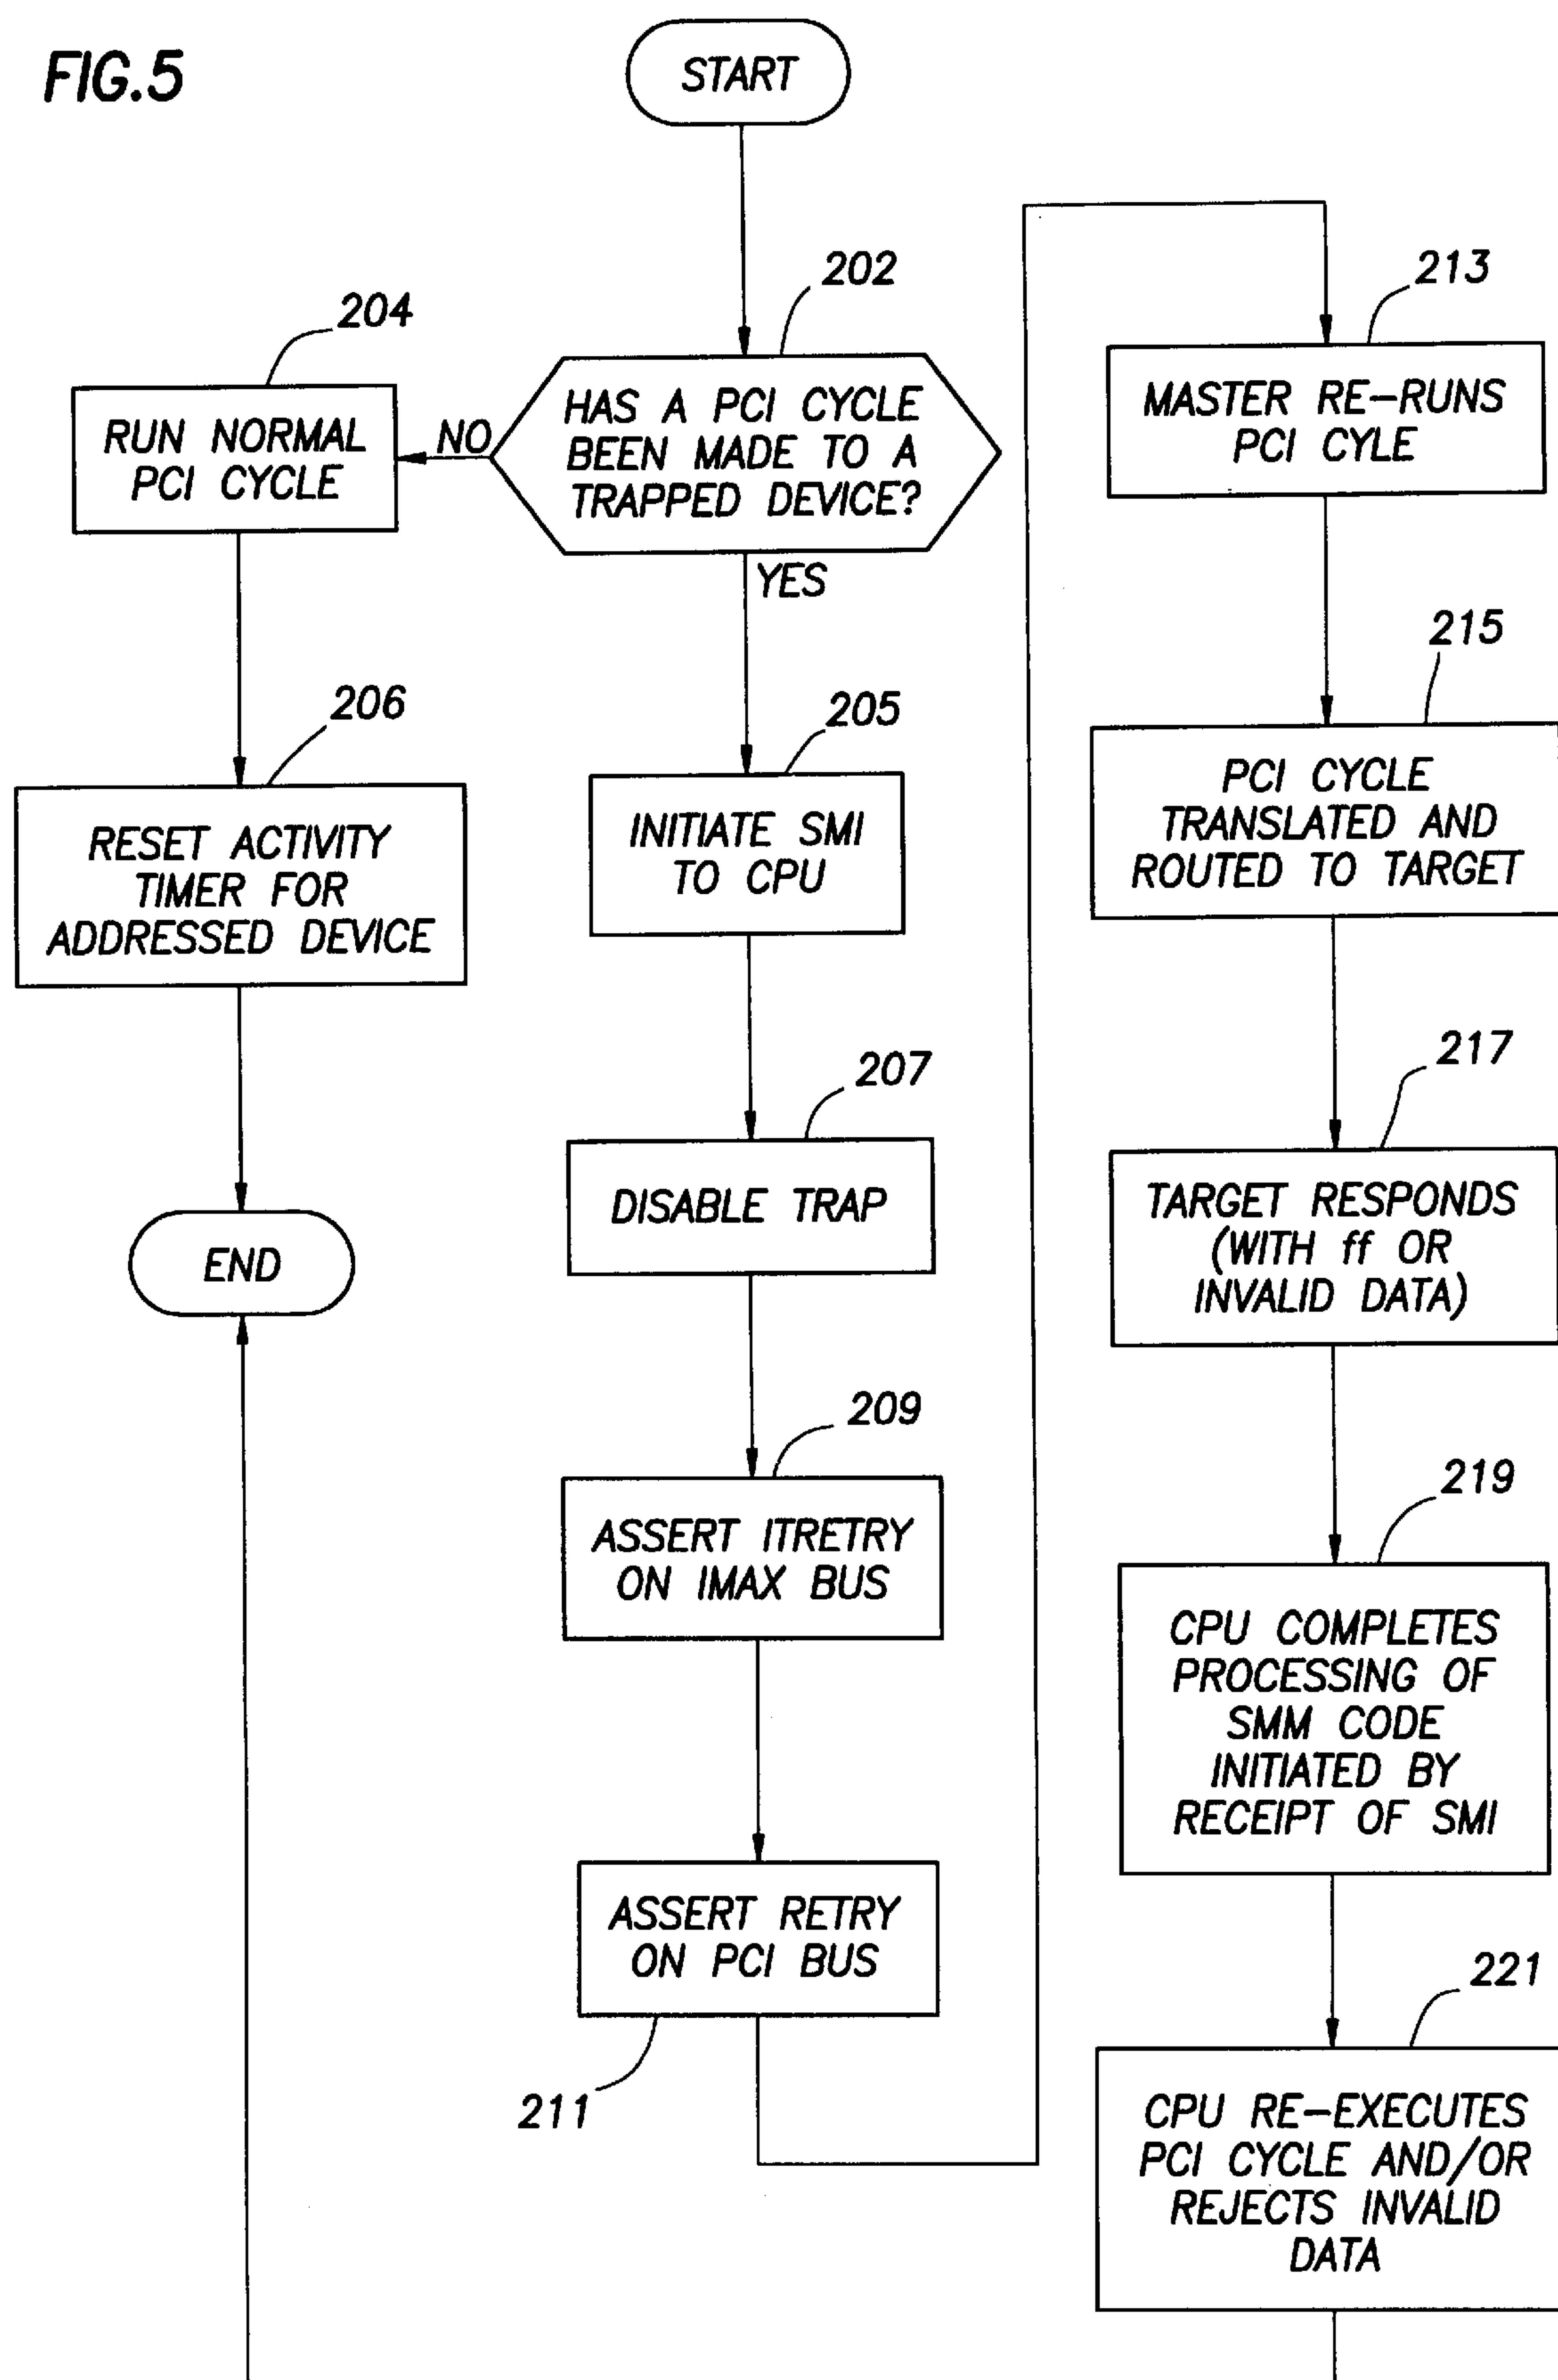 FIG.5
START
202
HAS A PCI CYCLE
BEEN MADE TO A
TRAPPED DEVICE?
NO
YES
204
RUN NORMAL
PCI CYCLE
206
RESET ACTIVITY
TIMER FOR
ADDRESSED DEVICE
END
205
INITIATE SMI
TO CPU
207
DISABLE TRAP
209
ASSERT ITRETRY
ON IMAX BUS
ASSERT RETRY
ON PCI BUS
211
213
MASTER RE-RUNS
PCI CYLE
215
PCI CYCLE
TRANSLATED AND
ROUTED TO TARGET
217
TARGET RESPONDS
(WITH ff OR
INVALID DATA)
219
CPU COMPLETES
PROCESSING OF
SMM CODE
INITIATED BY
RECEIPT OF SMI
221
CPU RE-EXECUTES
PCI CYCLE AND/OR
REJECTS INVALID
DATA